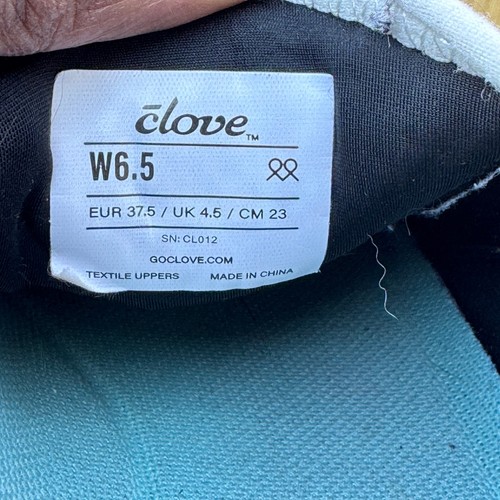 clove™
W6.5
EUR 37.5 / UK 4.5 / CM 23
SN: CL012
GOCLOVE.COM
TEXTILE UPPERS MADE IN CHINA